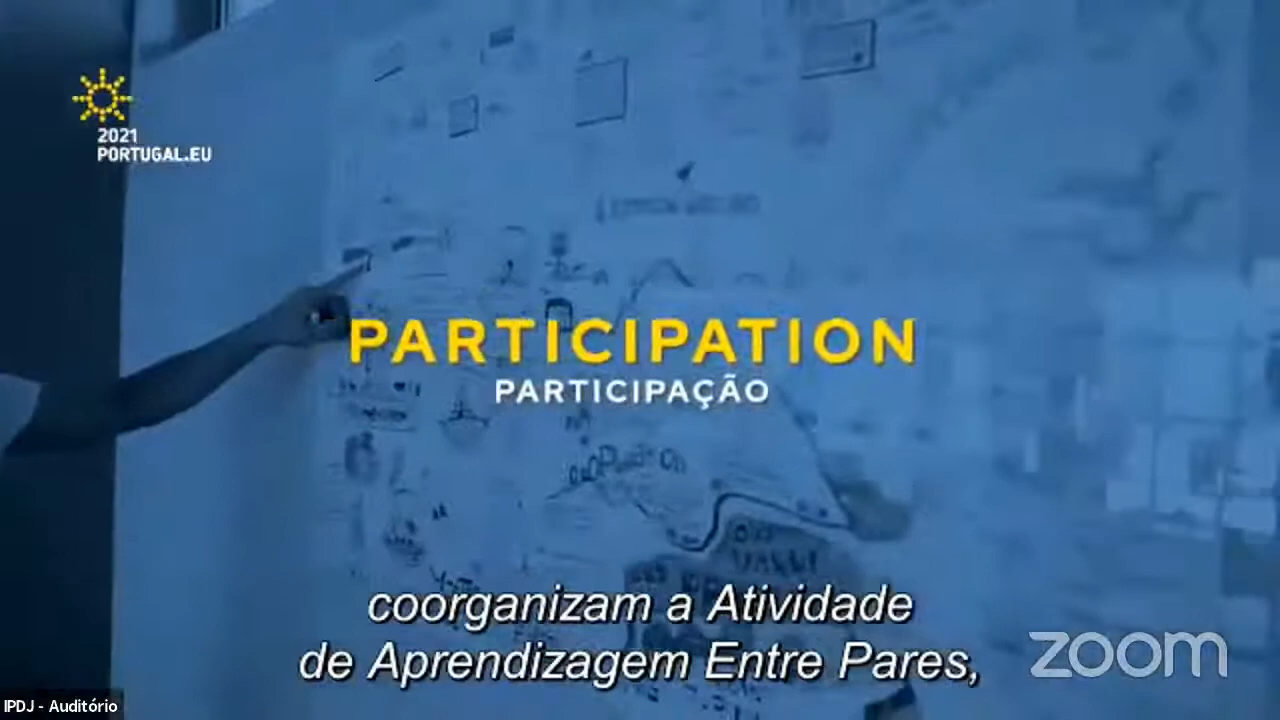 2021
PORTUGAL.EU
PARTICIPATION
PARTICIPAÇÃO
coorganizam a Atividade
de Aprendizagem Entre Pares,
zoom
IPDJ - Auditório